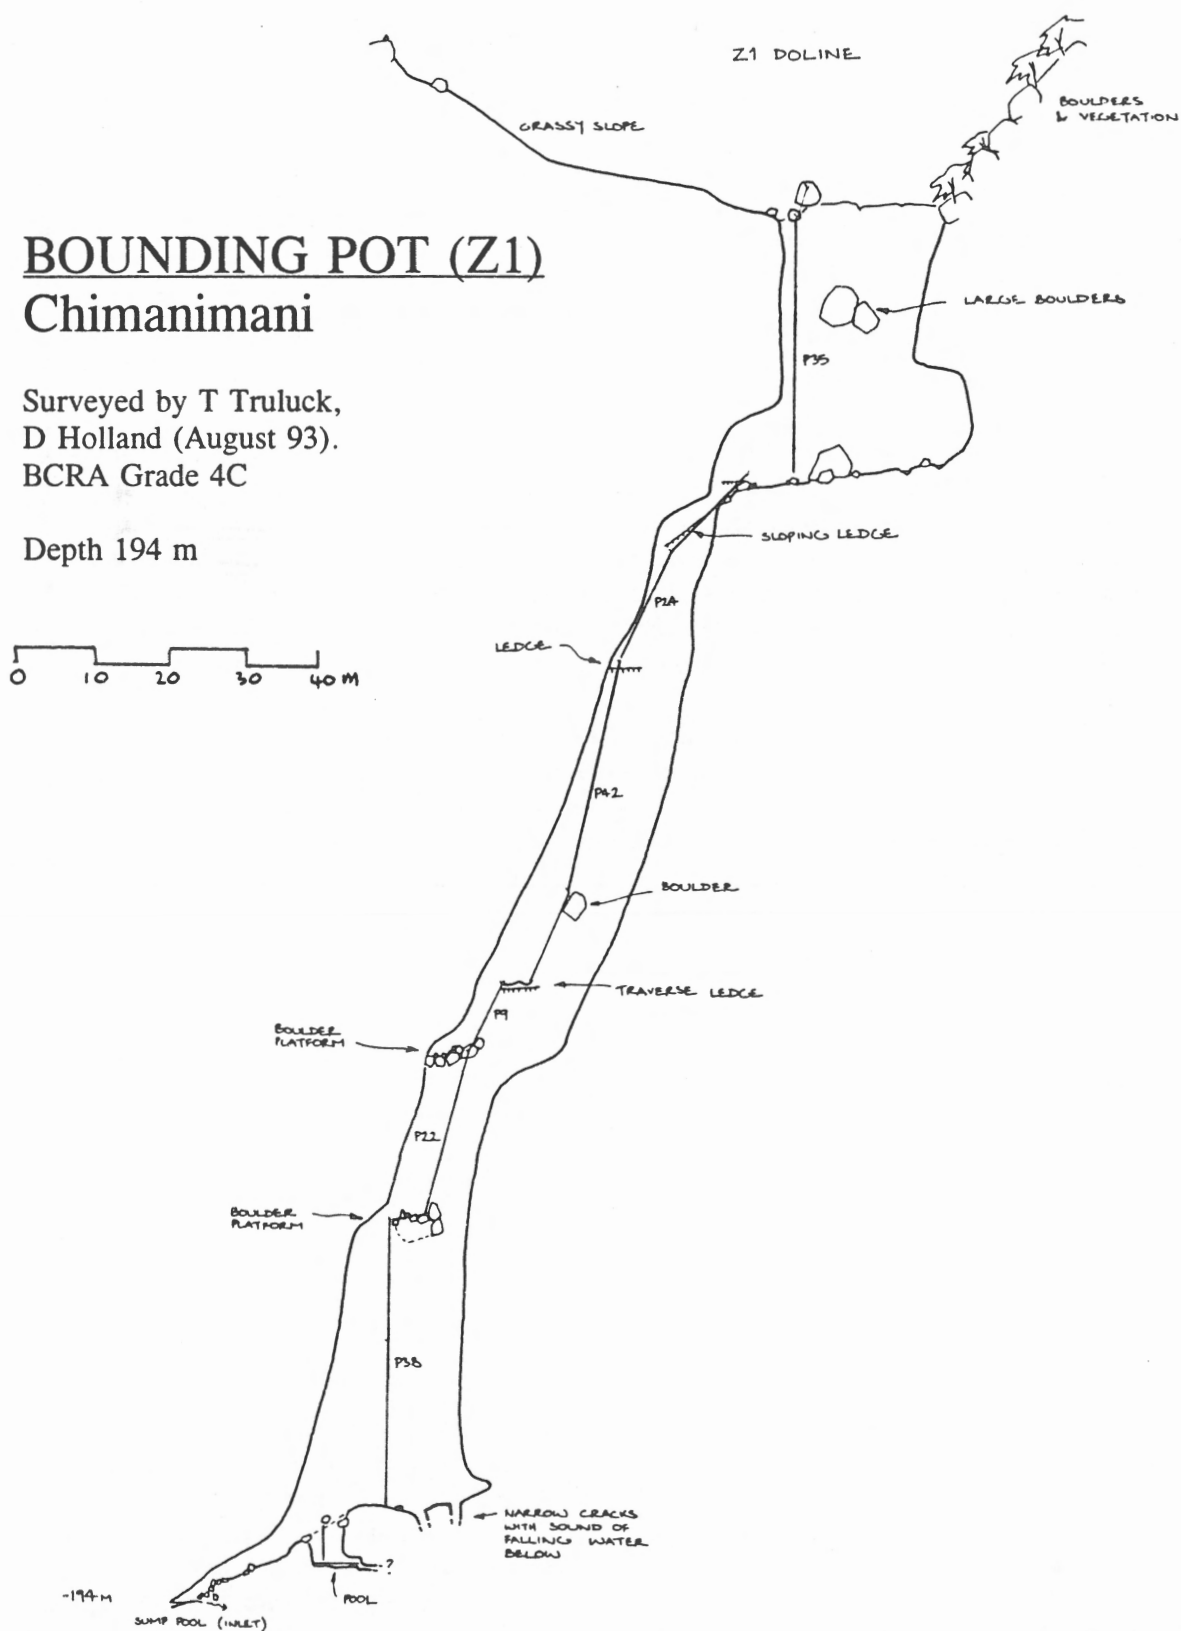 Z1 DOLINE
BOULDERS
& VEGETATION
GRASSY SLOPE
BOUNDING POT (Z1)
Chimanimani
LARGE BOULDERS
P35
Surveyed by T Truluck,
D Holland (August 93).
BCRA Grade 4C
Depth 194 m
SLOPING LEDGE
P24
LEDGE
0 10 20 30 40 M
P42
BOULDER
TRAVERSE LEDGE
P9
BOULDER
PLATFORM
P22
BOULDER
PLATFORM
P38
NARROW CRACKS
WITH SOUND OF
FALLING WATER
BELOW
?
POOL
-194 M
SUMP POOL (INLET)